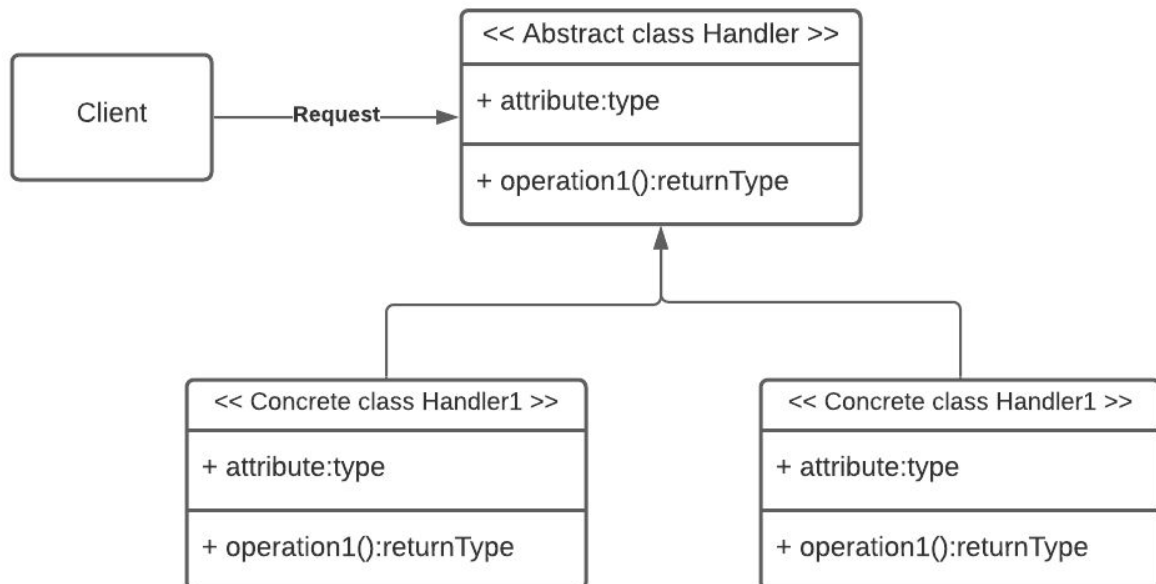 << Abstract class Handler >>
+ attribute:type
+ operation1():returnType
Client
Request
<< Concrete class Handler1 >>
+ attribute:type
+ operation1():returnType
<< Concrete class Handler1 >>
+ attribute:type
+ operation1():returnType